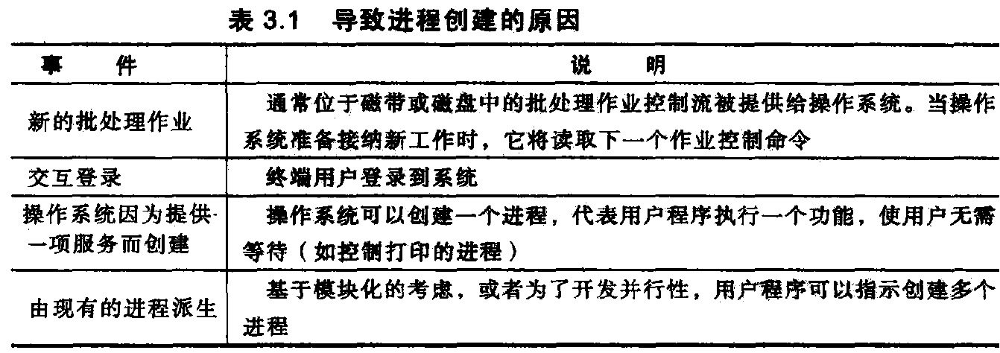 表 3.1 导致进程创建的原因
事 件 说 明
新的批处理作业
通常位于磁带或磁盘中的批处理作业控制流被提供给操作系统。当操作
系统准备接纳新工作时，它将读取下一个作业控制命令
交互登录 终端用户登录到系统
操作系统因为提供
一项服务而创建
操作系统可以创建一个进程，代表用户程序执行一个功能，使用户无需
等待（如控制打印的进程）
由现有的进程派生
基于模块化的考虑，或者为了开发并行性，用户程序可以指示创建多个
进程